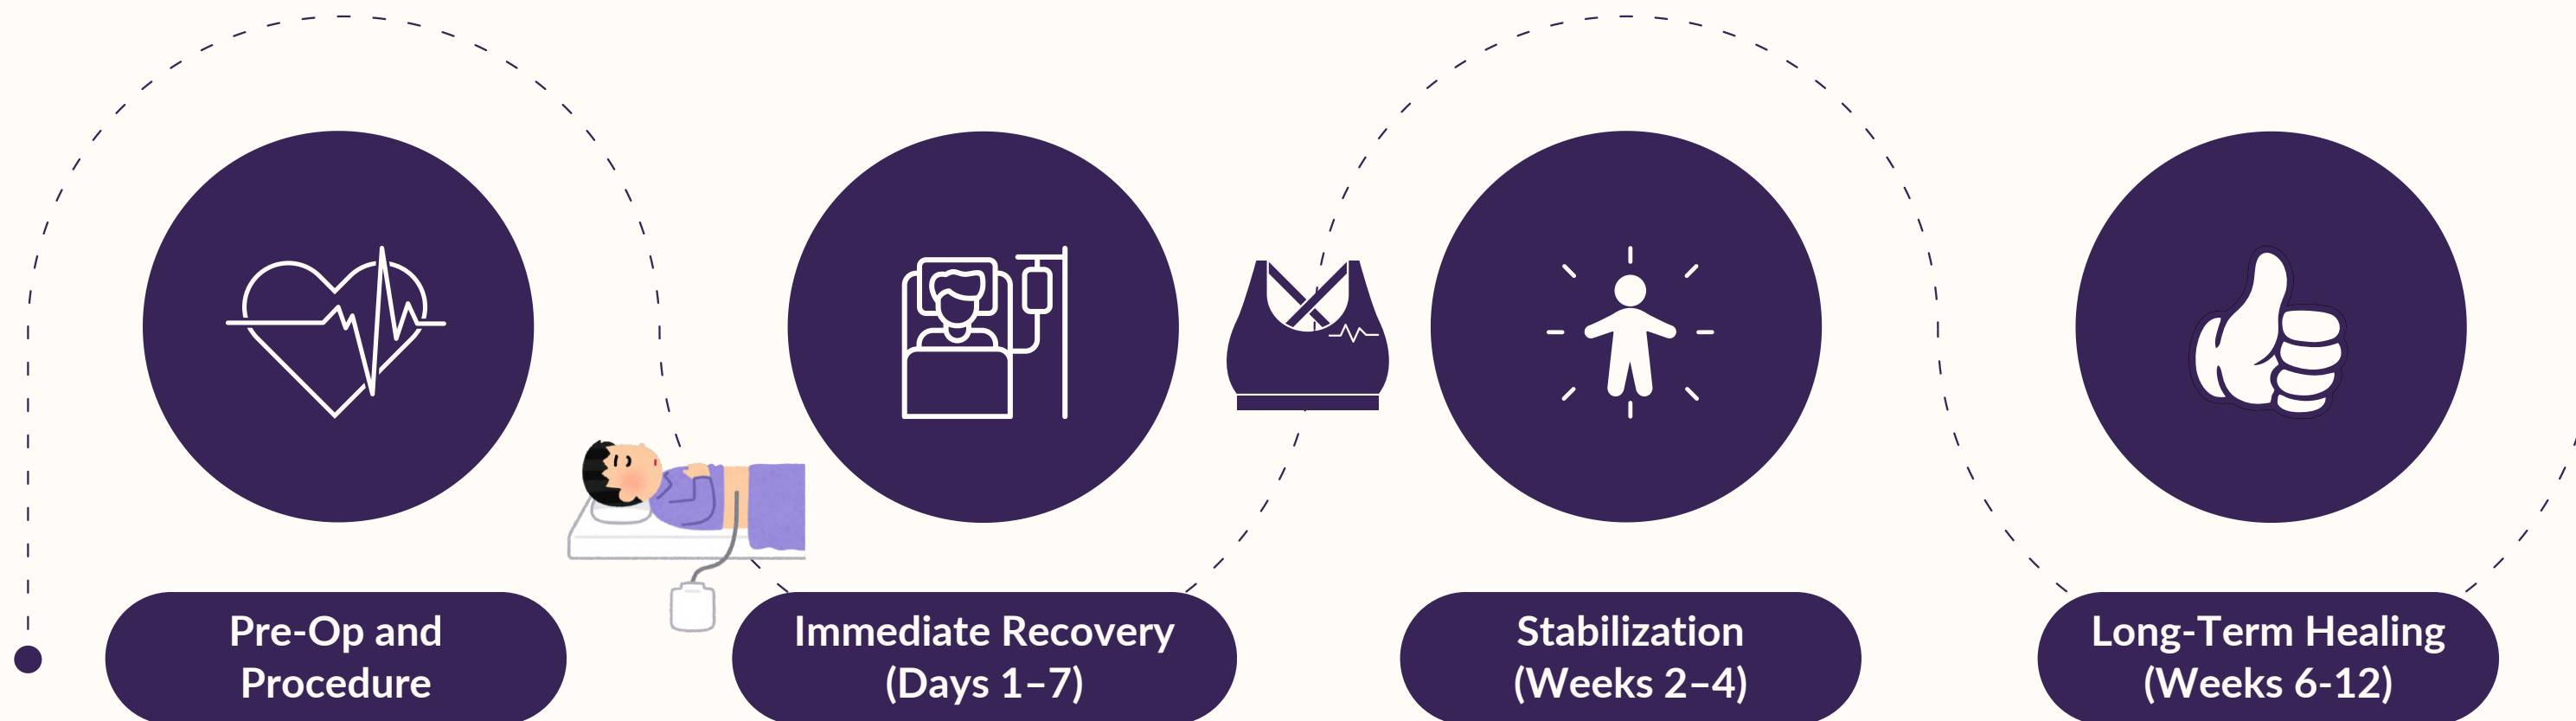 Pre-Op and
Procedure
Immediate Recovery
(Days 1–7)
Stabilization
(Weeks 2–4)
Long-Term Healing
(Weeks 6-12)